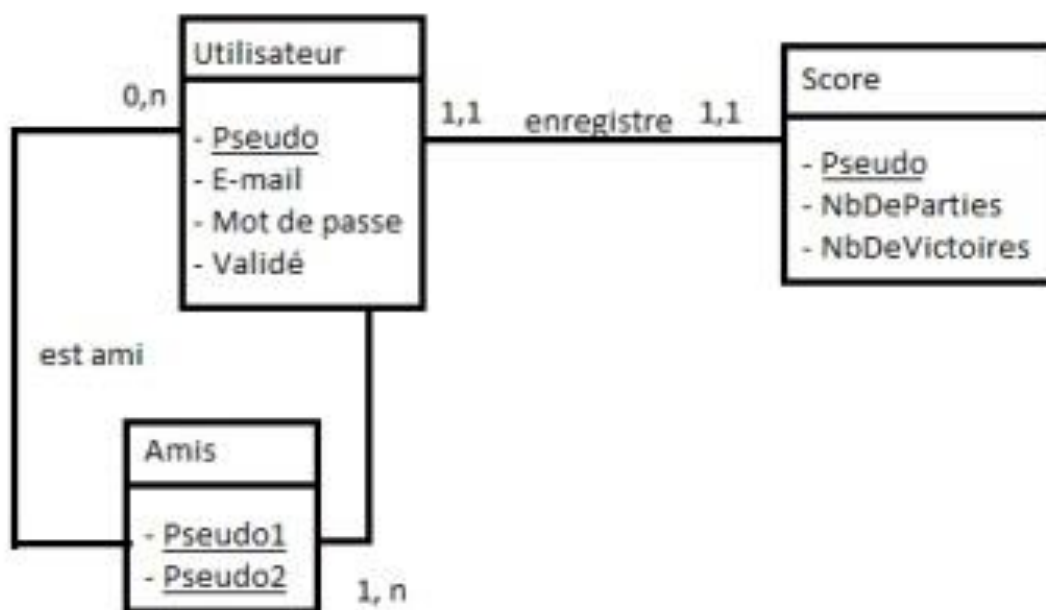 Utilisateur
- Pseudo
- E-mail
- Mot de passe
- Validé
0,n
1,1
enregistre
1,1
Score
- Pseudo
- NbDeParties
- NbDeVictoires
est ami
Amis
- Pseudo1
- Pseudo2
1, n